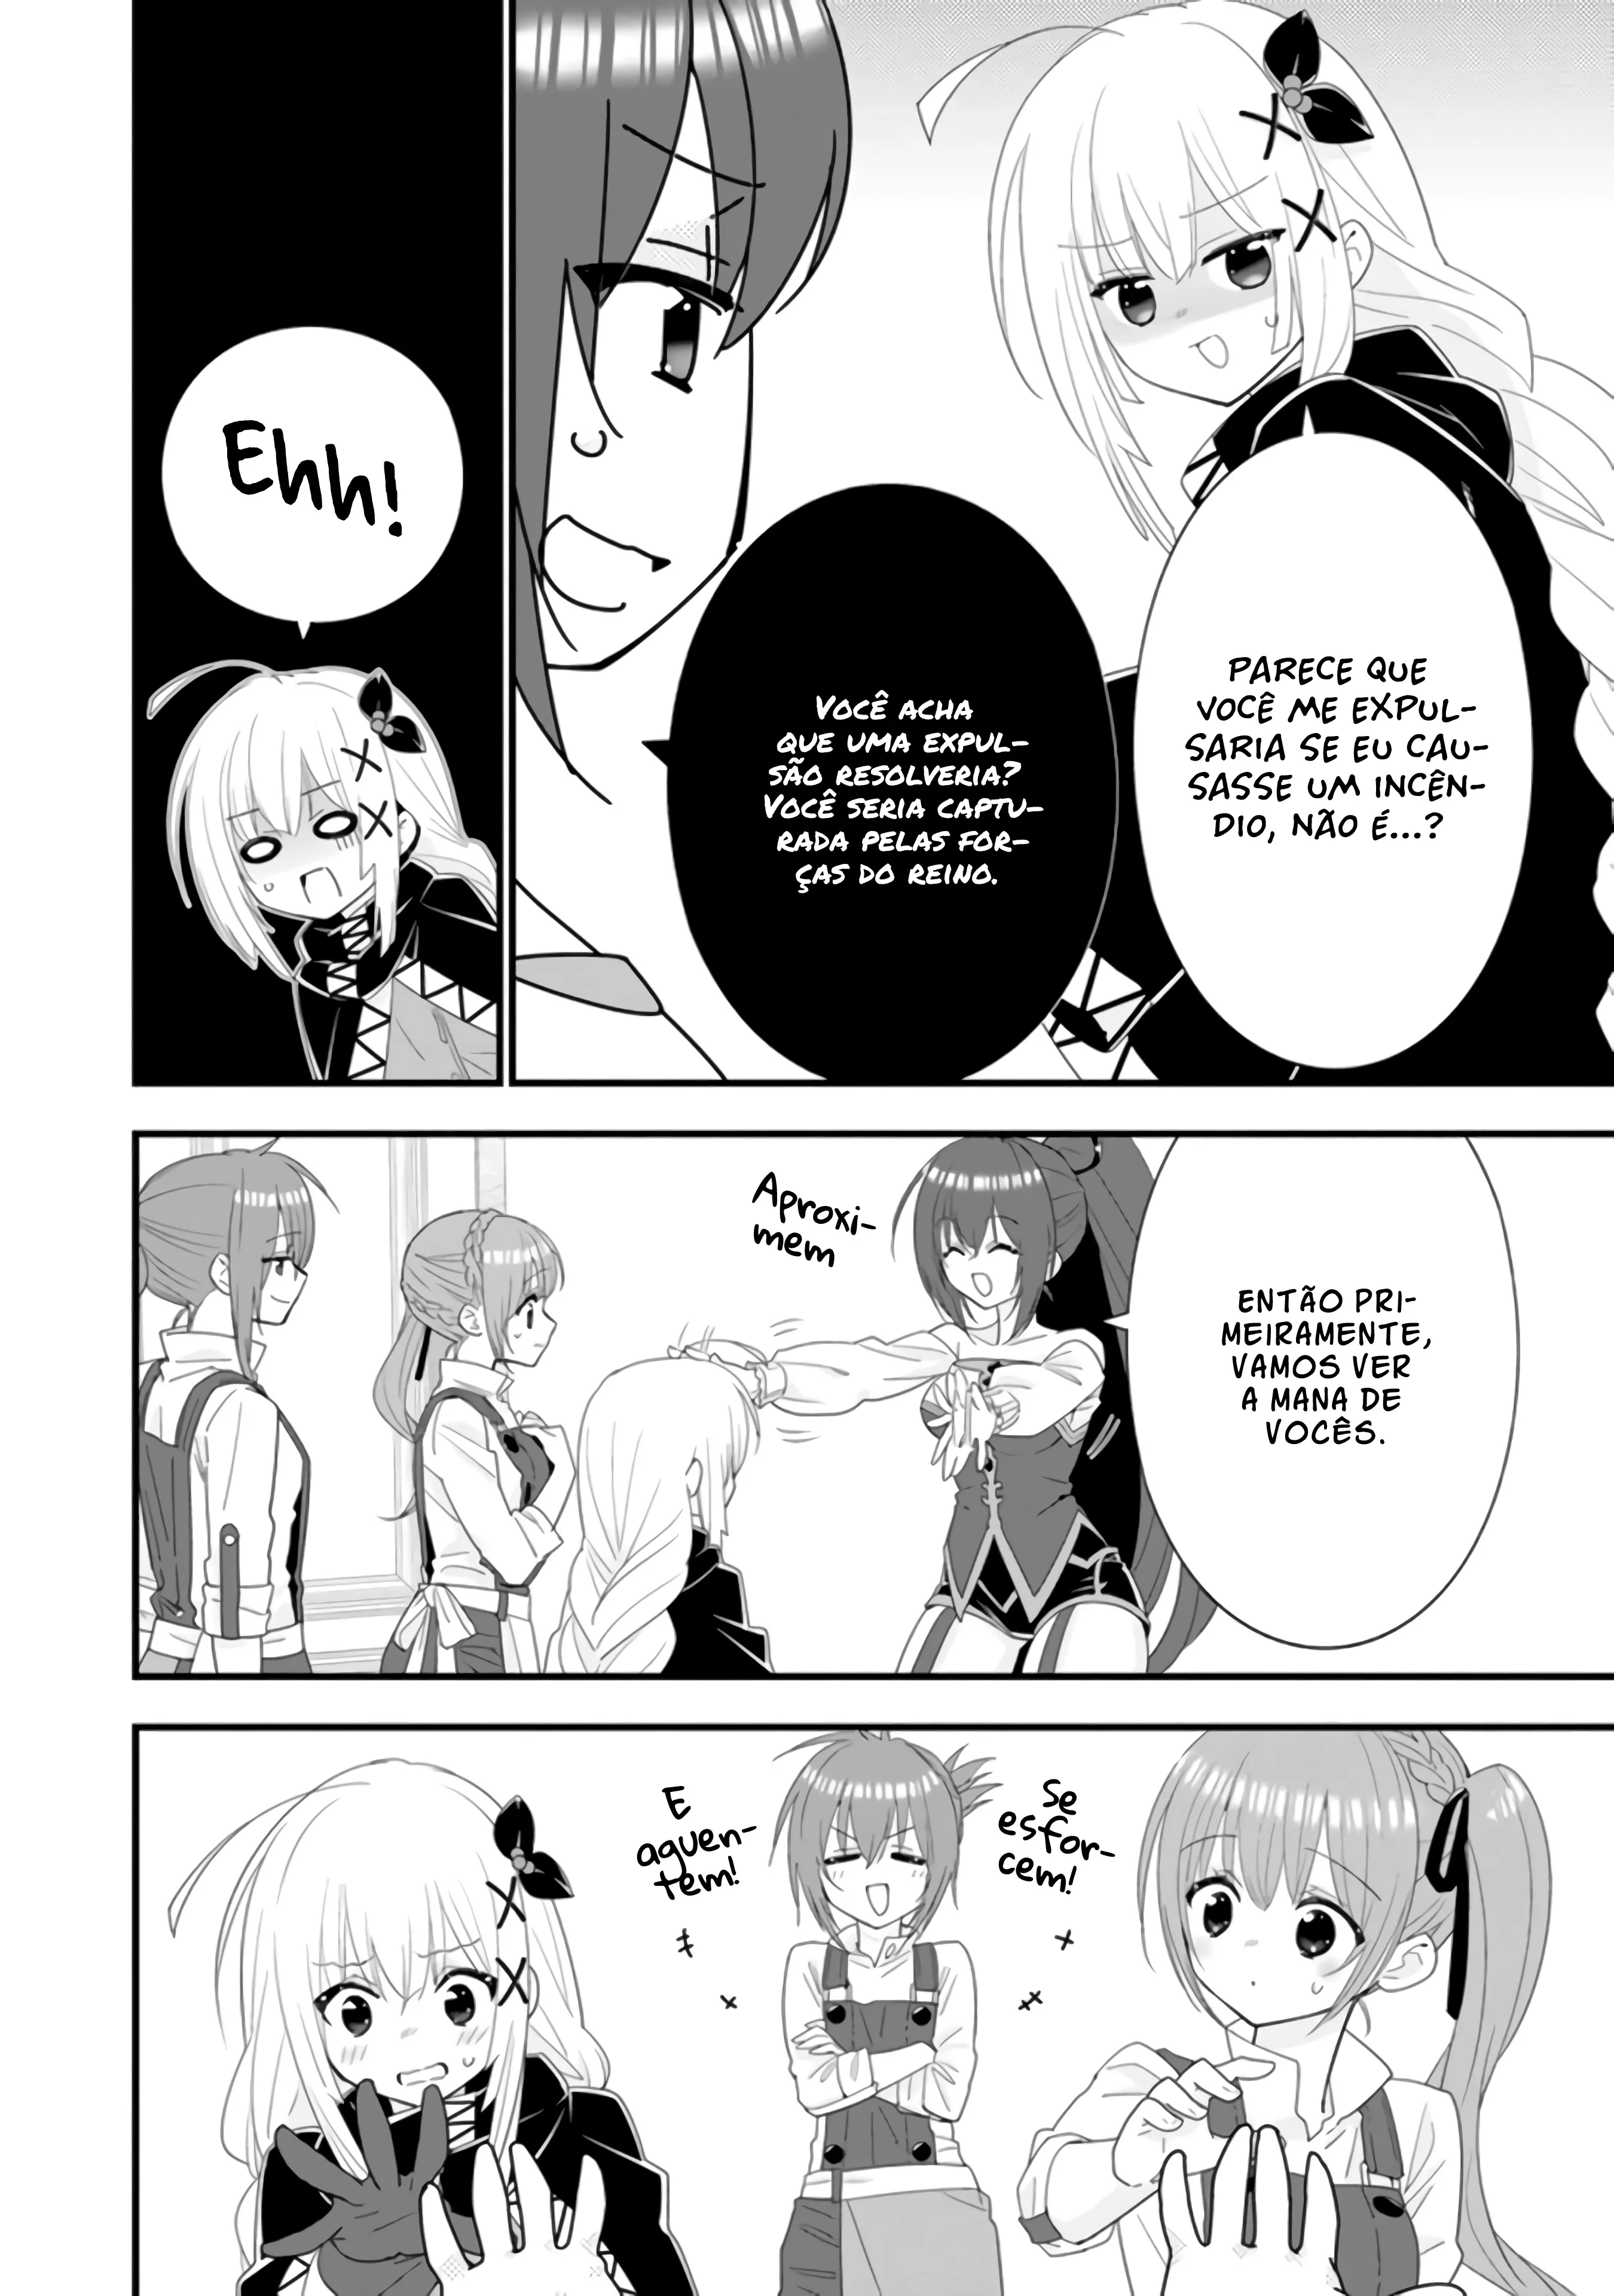 PARECE QUE
VOCÊ ME EXPUL-
SARIA SE EU CAU-
SASSE UM INCÊN-
DIO, NÃO É...?
VOCÊ ACHA
QUE UMA EXPUL-
SÃO RESOLVERIA?
VOCÊ SERIA CAPTU-
RADA PELAS FOR-
ÇAS DO REINO.
Ehh!
ENTÃO PRI-
MEIRAMENTE,
VAMOS VER
A MANA DE
VOCÊS.
Aproxi-
mem
Se
esfor-
cem!
E
aguen-
tem!